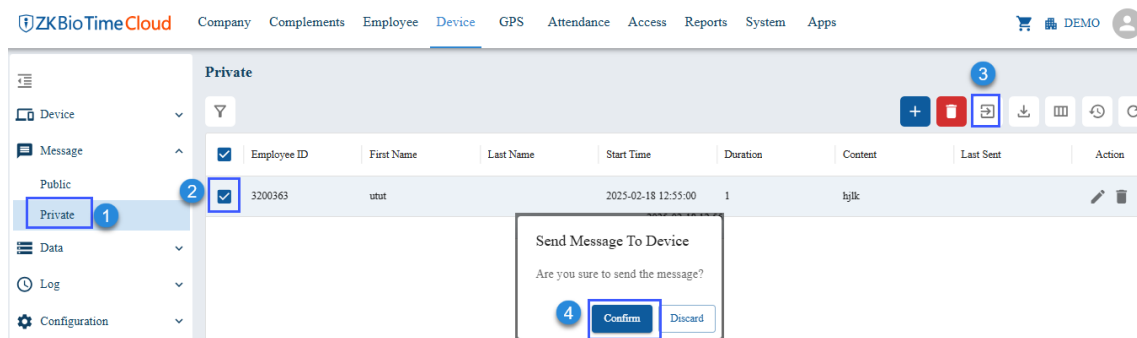 ZKBioTimeCloud Company Complements Employee Device GPS Attendance Access Reports System Apps DEMO
Private
3
Device
Message
Employee ID First Name Last Name Start Time Duration Content Last Sent Action
Public
2
3200363 utut 2025-02-18 12:55:00 1 hjlk
Private 1
Data
Send Message To Device
Are you sure to send the message?
Log
4 Confirm Discard
Configuration